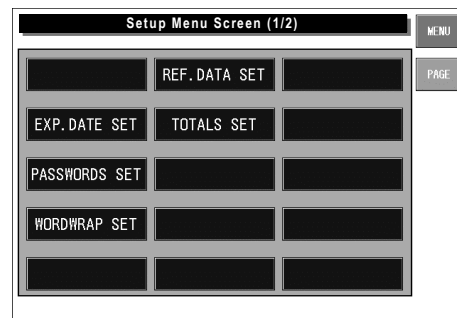 Setup Menu Screen (1/2)
MENU
REF.DATA SET
PAGE
EXP.DATE SET
TOTALS SET
PASSWORDS SET
WORDWRAP SET